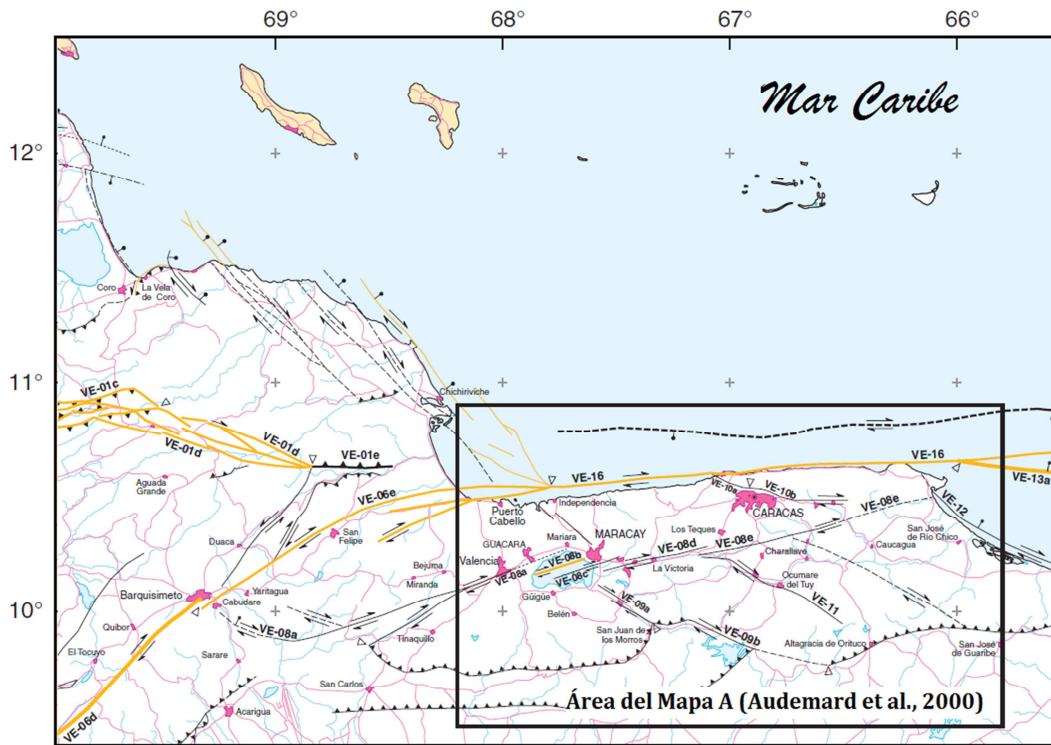 69° 68° 67° 66°
Mar Caribe
12°
Coro
La Vela
de Coro
11°
Chichiriviche
VE-01c
VE-01d
VE-01d
VE-01e
VE-16
VE-16
VE-13a
Aguada
Grande
VE-06e
VE-10a
VE-10b
VE-08e
VE-12
Puerto
Cabello
Independencia
CARACAS
San
Felipe
Duaca
GUACARA
Mariara
MARACAY
Los Teques
San José
de Río Chico
VE-08d
VE-08e
Charallave
Caucagua
Valencia
VE-08b
La Victoria
Bejuma
Miranda
VE-08a
VE-08c
Ocumare
del Tuy
10°
Barquisimeto
Yaritagua
Cabudare
Güigüe
VE-09a
VE-11
Belén
Quibor
VE-08a
Tinaquillo
San Juan de
los Morros
VE-09b
Altagracia de Orituco
San José
de Guaribe
El Tocuyo
Sarare
San Carlos
Acarigua
VE-06d
Área del Mapa A (Audemard et al., 2000)